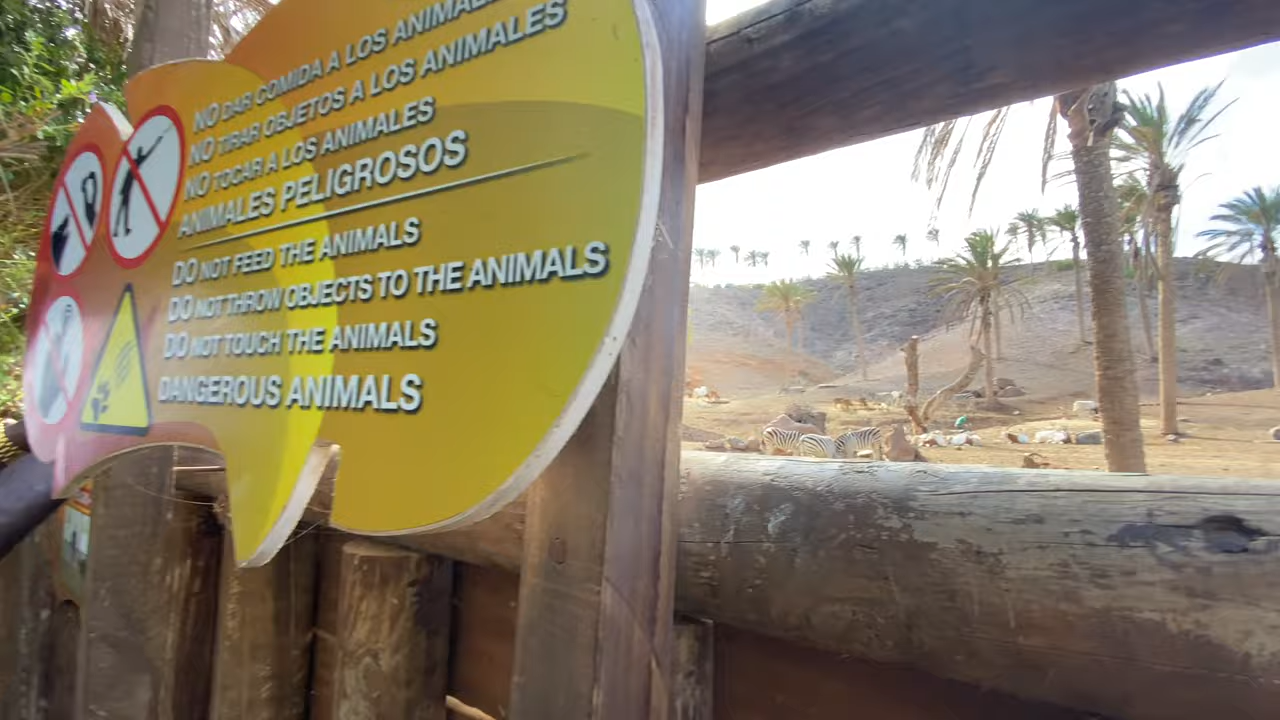 NO DAR COMIDA A LOS ANIMALES
NO TIRAR OBJETOS A LOS ANIMALES
NO TOCAR A LOS ANIMALES
ANIMALES PELIGROSOS
DO NOT FEED THE ANIMALS
DO NOT THROW OBJECTS TO THE ANIMALS
DO NOT TOUCH THE ANIMALS
DANGEROUS ANIMALS